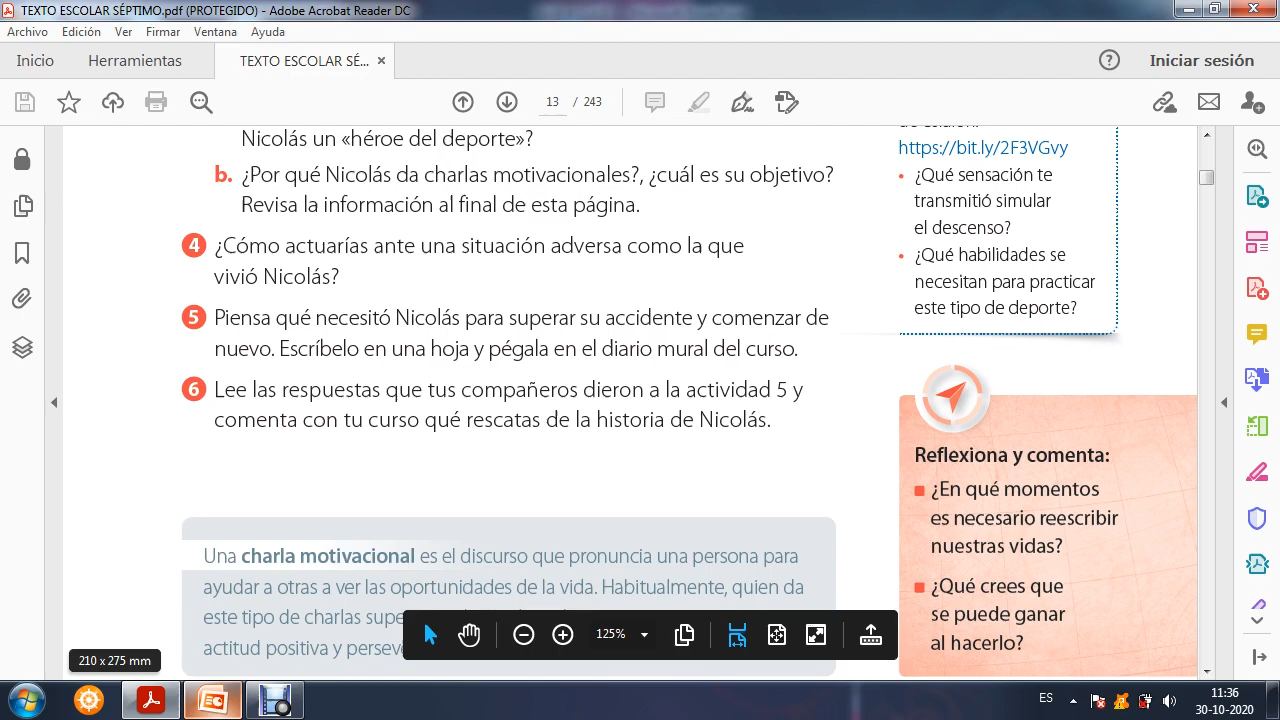 TEXTO ESCOLAR SÉPTIMO.pdf (PROTEGIDO) - Adobe Acrobat Reader DC
Archivo Edición Ver Firmar Ventana Ayuda
Inicio Herramientas TEXTO ESCOLAR SÉ... × Iniciar sesión
13 / 243
Nicolás un «héroe del deporte»?
b. ¿Por qué Nicolás da charlas motivacionales?, ¿cuál es su objetivo?
Revisa la información al final de esta página.
4 ¿Cómo actuarías ante una situación adversa como la que
vivió Nicolás?
5 Piensa qué necesitó Nicolás para superar su accidente y comenzar de
nuevo. Escríbelo en una hoja y pégala en el diario mural del curso.
6 Lee las respuestas que tus compañeros dieron a la actividad 5 y
comenta con tu curso qué rescatas de la historia de Nicolás.
Una charla motivacional es el discurso que pronuncia una persona para
ayudar a otras a ver las oportunidades de la vida. Habitualmente, quien da
este tipo de charlas
actitud positiva y
https://bit.ly/2F3VGvy
• ¿Qué sensación te
transmitió simular
el descenso?
• ¿Qué habilidades se
necesitan para practicar
este tipo de deporte?
Reflexiona y comenta:
¿En qué momentos
es necesario reescribir
nuestras vidas?
¿Qué crees que
se puede ganar
al hacerlo?
125%
210 x 275 mm
ES
11:36
30-10-2020